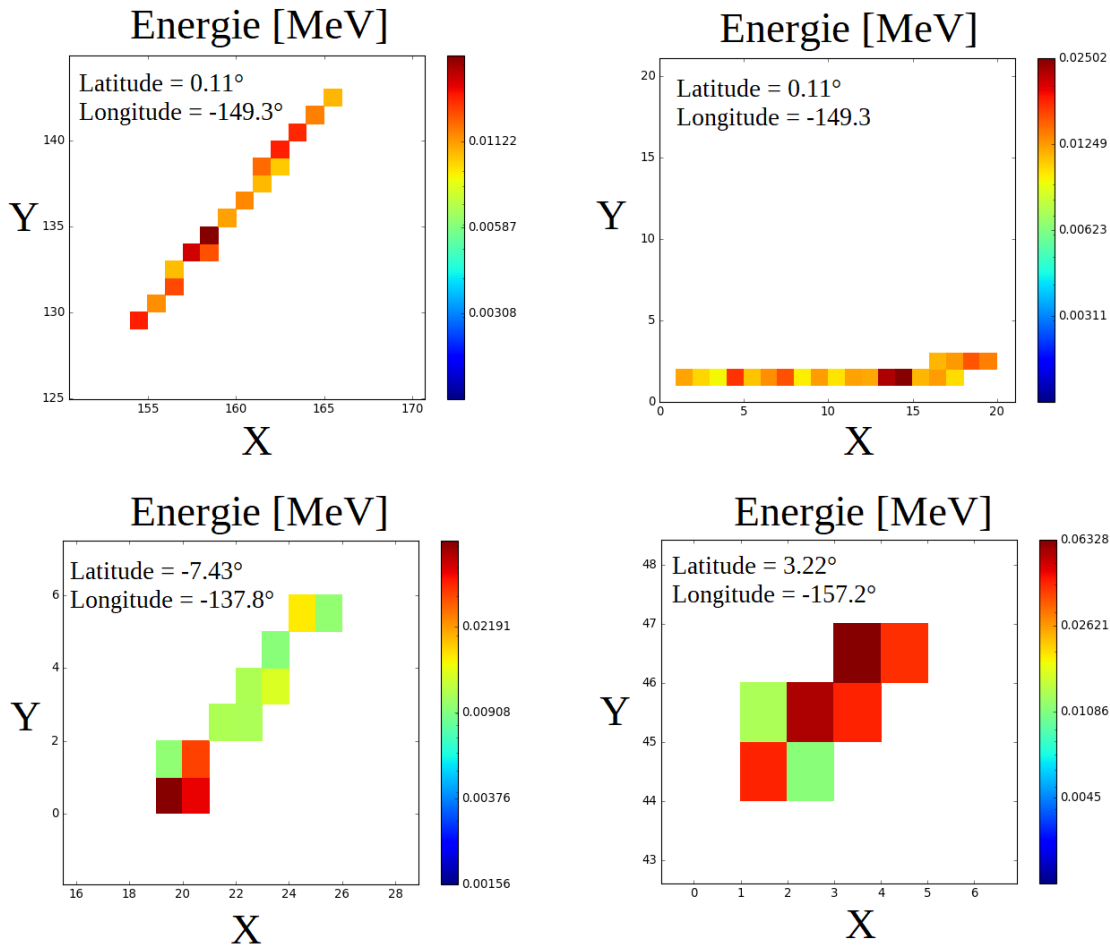 Energie [MeV]
Latitude = 0.11°
Longitude = -149.3°
140
135
130
125
155
160
165
170
Y
X
0.01122
0.00587
0.00308
Energie [MeV]
Latitude = 0.11°
Longitude = -149.3
20
15
10
5
0
0
5
10
15
20
Y
X
0.02502
0.01249
0.00623
0.00311
Energie [MeV]
Latitude = -7.43°
Longitude = -137.8°
6
4
2
0
16
18
20
22
24
26
28
Y
X
0.02191
0.00908
0.00376
0.00156
Energie [MeV]
Latitude = 3.22°
Longitude = -157.2°
48
47
46
45
44
43
0
1
2
3
4
5
6
Y
X
0.06328
0.02621
0.01086
0.0045